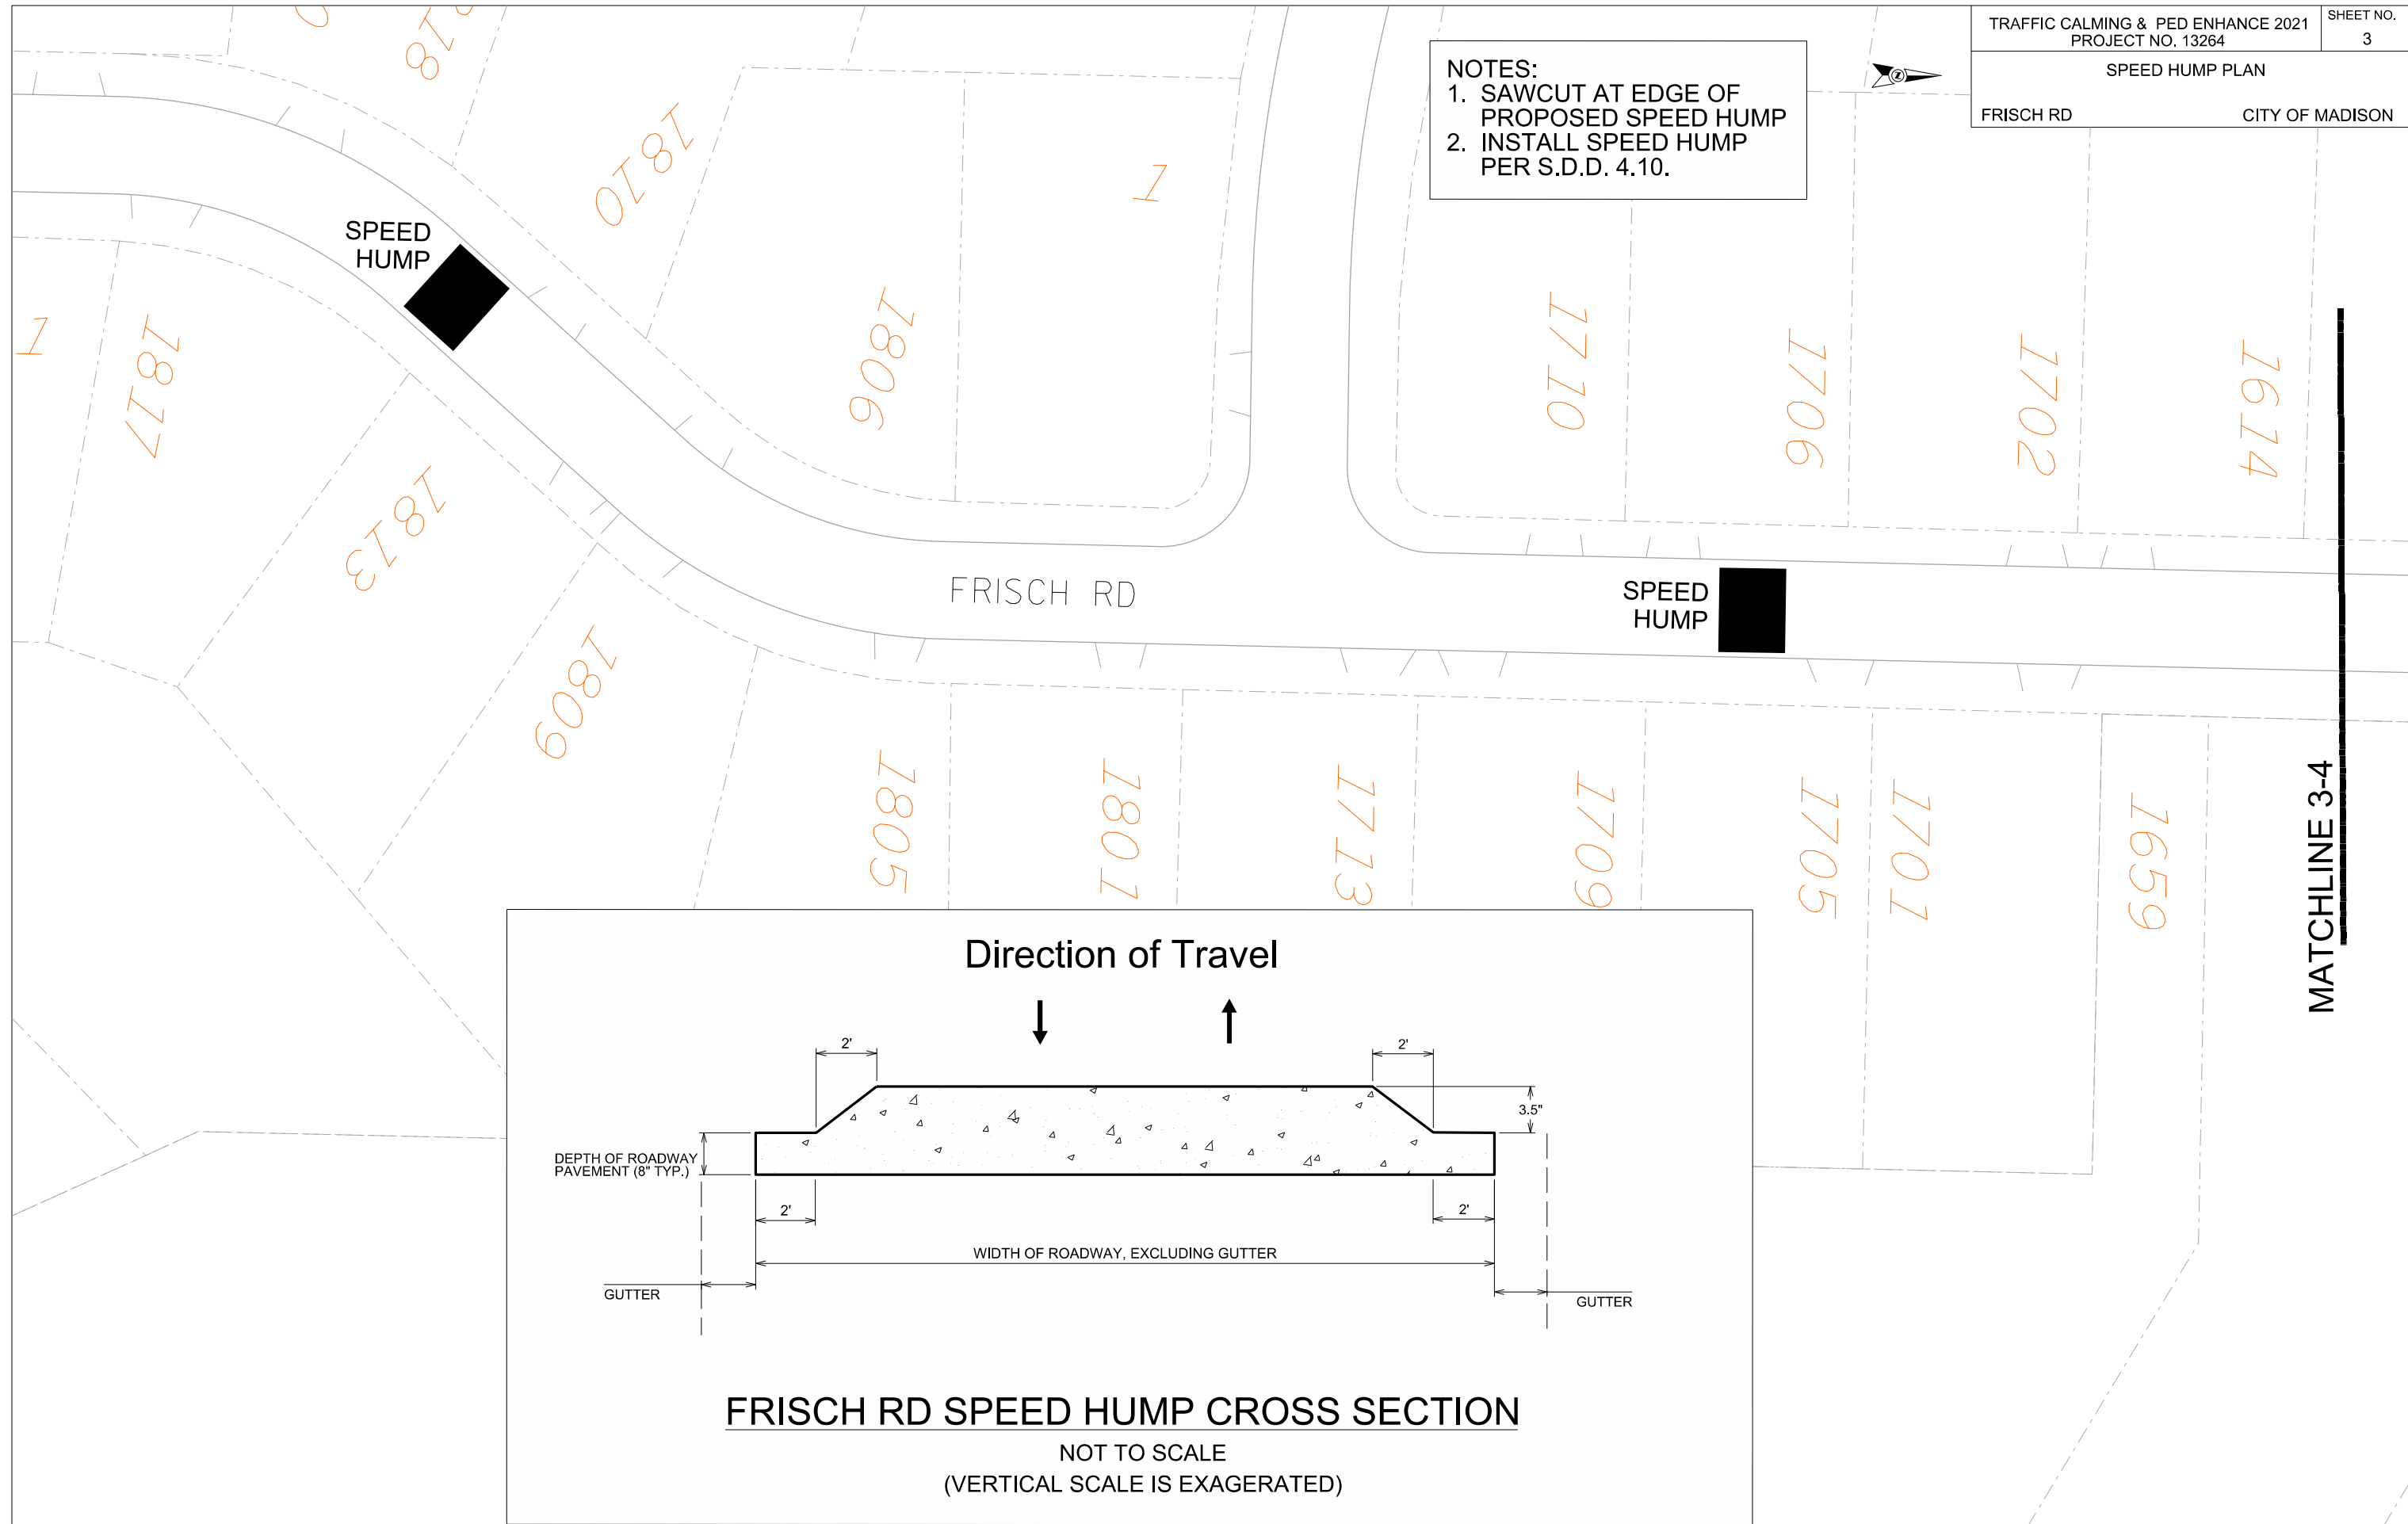 TRAFFIC CALMING & PED ENHANCE 2021
PROJECT NO. 13264
SHEET NO.
3
SPEED HUMP PLAN
FRISCH RD
CITY OF MADISON
NOTES:
1. SAWCUT AT EDGE OF
PROPOSED SPEED HUMP
2. INSTALL SPEED HUMP
PER S.D.D. 4.10.
1870
1
SPEED
HUMP
1
1817
1806
1710
1706
1702
1614
1813
FRISCH RD
SPEED
HUMP
1809
1805
1801
1713
1709
1705
1701
1659
MATCHLINE 3-4
Direction of Travel
2'
2'
3.5"
DEPTH OF ROADWAY
PAVEMENT (8" TYP.)
2'
2'
WIDTH OF ROADWAY, EXCLUDING GUTTER
GUTTER
GUTTER
FRISCH RD SPEED HUMP CROSS SECTION
NOT TO SCALE
(VERTICAL SCALE IS EXAGERATED)